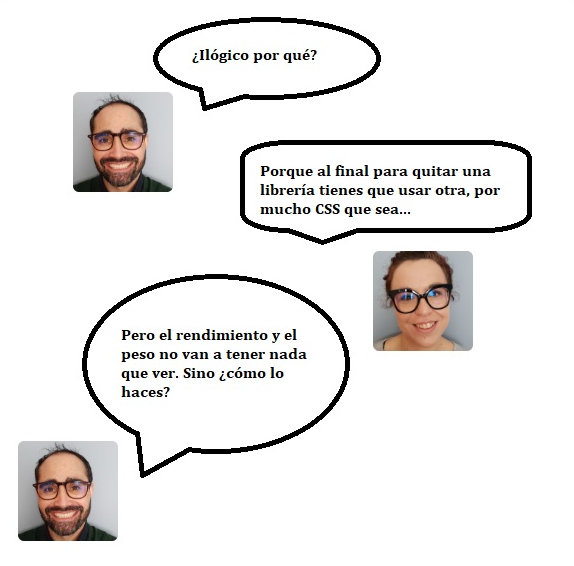 ¿Ilógico por qué?
Porque al final para quitar una
librería tienes que usar otra, por
mucho CSS que sea...
Pero el rendimiento y el
peso no van a tener nada
que ver. Sino ¿cómo lo
haces?